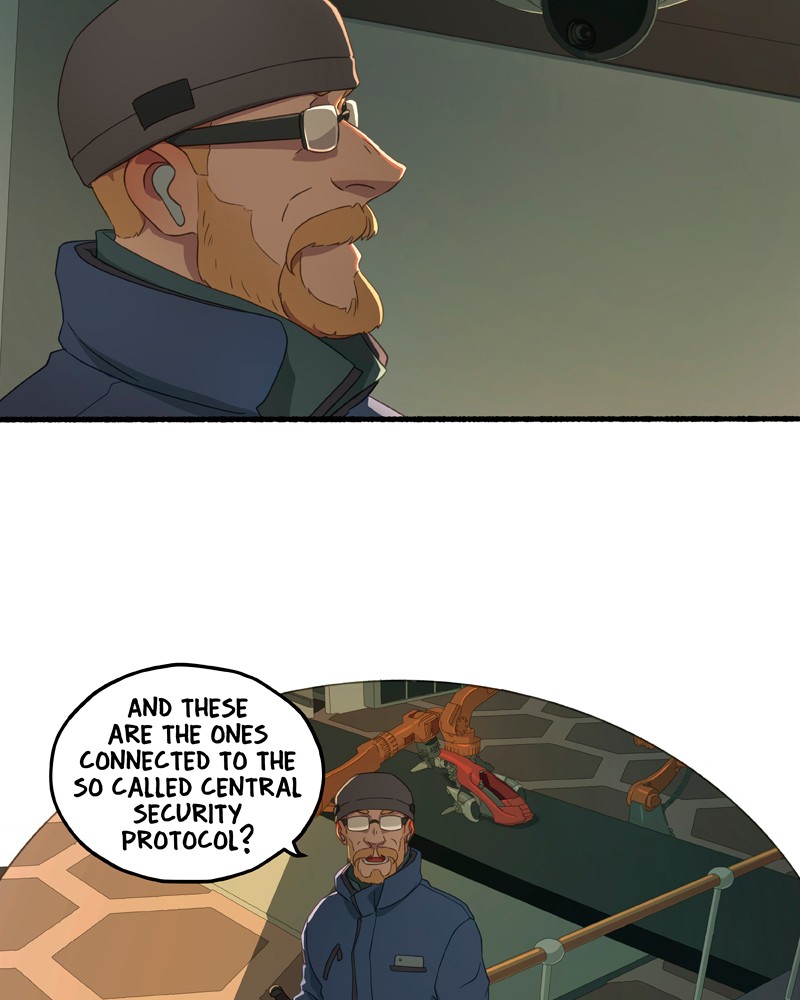 AND THESE
ARE THE ONES
CONNECTED TO THE
SO CALLED CENTRAL
SECURITY
PROTOCOL?